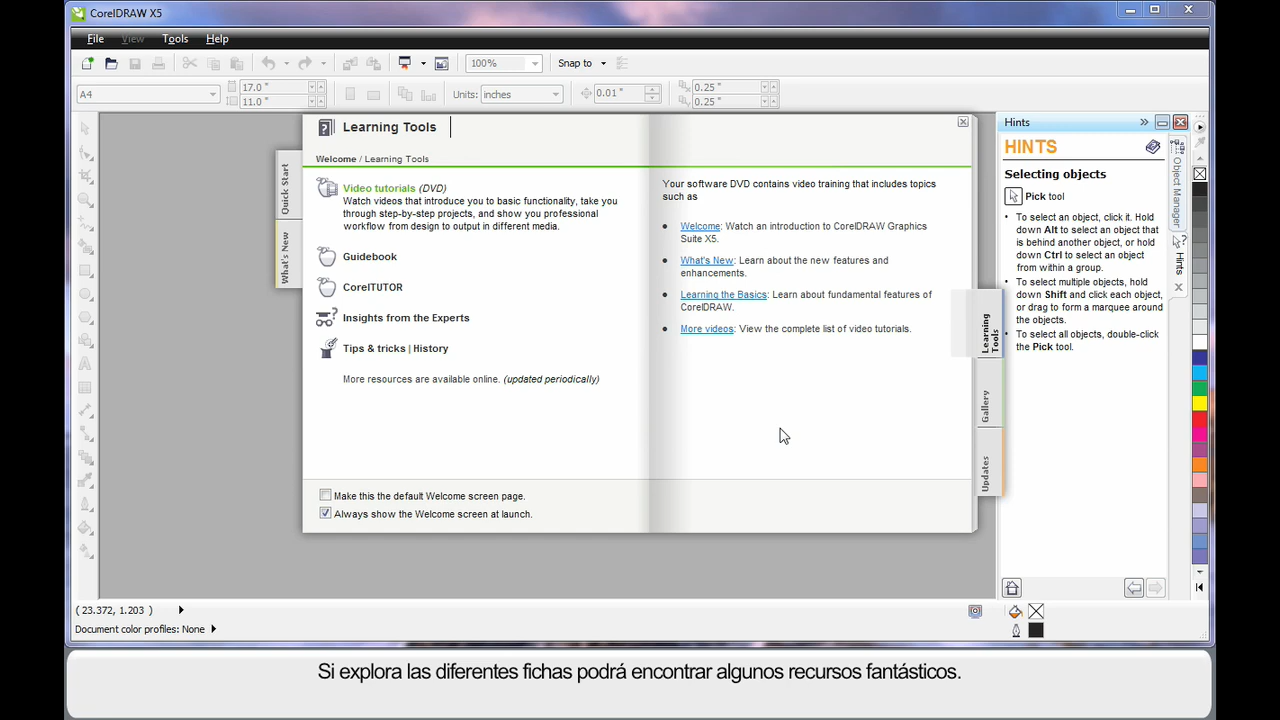 CorelDRAW X5
File View Tools Help
100% Snap to
A4 17.0 " 11.0 " Units: inches 0.01 " 0.25 " 0.25 "
Learning Tools
Welcome / Learning Tools
Quick Start
What's New
Video tutorials (DVD)
Watch videos that introduce you to basic functionality, take you
through step-by-step projects, and show you professional
workflow from design to output in different media.
Guidebook
CorelTUTOR
Insights from the Experts
Tips & tricks | History
More resources are available online. (updated periodically)
Make this the default Welcome screen page.
Always show the Welcome screen at launch.
Your software DVD contains video training that includes topics
such as
• Welcome: Watch an introduction to CorelDRAW Graphics
Suite X5.
• What's New: Learn about the new features and
enhancements.
• Learning the Basics: Learn about fundamental features of
CorelDRAW.
• More videos: View the complete list of video tutorials.
Learning
Tools
Gallery
Updates
Hints
HINTS
Selecting objects
Pick tool
• To select an object, click it. Hold
down Alt to select an object that
is behind another object, or hold
down Ctrl to select an object
from within a group.
• To select multiple objects, hold
down Shift and click each object,
or drag to form a marquee around
the objects.
• To select all objects, double-click
the Pick tool.
Object Manager
Hints
( 23.372, 1.203 )
Document color profiles: None
Si explora las diferentes fichas podrá encontrar algunos recursos fantásticos.